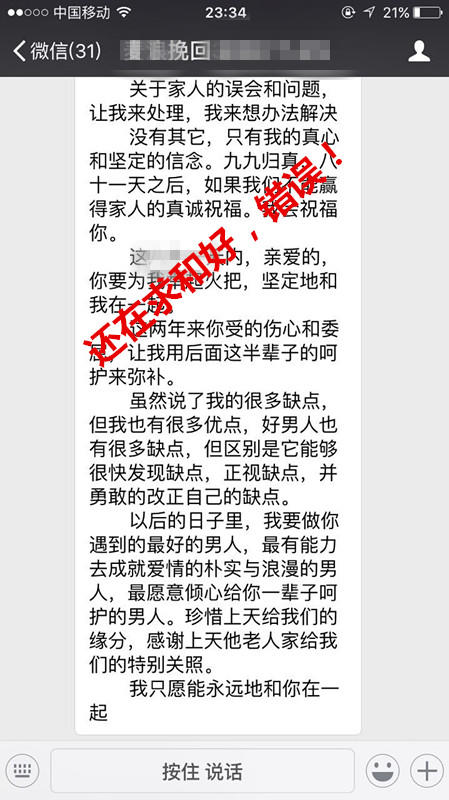 中国移动 23:34 21%
微信(31) 麦浪挽回
关于家人的误会和问题，
让我来处理，我来想办法解决
没有其它，只有我的真心
和坚定的信念。九九归真，八
十一天之后，如果我们不能赢
得家人的真诚祝福。我会祝福
你。
这 年内，亲爱的，
你要为我举起火把，坚定地和
我在一起。
这两年来你受的伤心和委
屈，让我用后面这半辈子的呵
护来弥补。
虽然说了我的很多缺点，
但我也有很多优点，好男人也
有很多缺点，但区别是它能够
很快发现缺点，正视缺点，并
勇敢的改正自己的缺点。
以后的日子里，我要做你
遇到的最好的男人，最有能力
去成就爱情的朴实与浪漫的男
人，最愿意倾心给你一辈子呵
护的男人。珍惜上天给我们的
缘分，感谢上天他老人家给我
们的特别关照。
我只愿能永远地和你在一
起
还在求和好，错误！
按住 说话